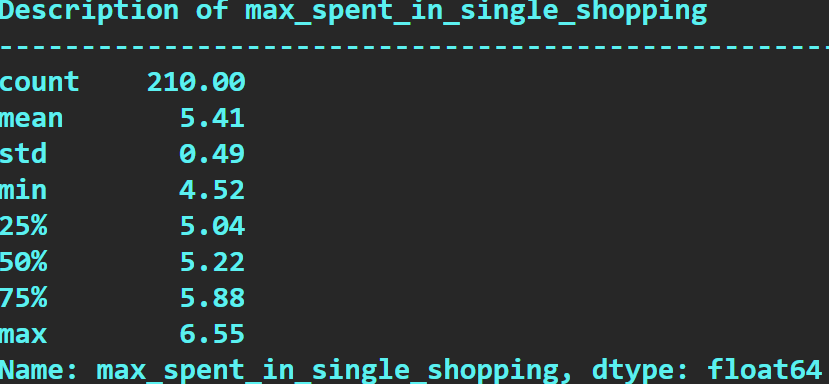 Description of max_spent_in_single_shopping
----------------------------------------------------
count    210.00
mean       5.41
std        0.49
min        4.52
25%        5.04
50%        5.22
75%        5.88
max        6.55
Name: max_spent_in_single_shopping, dtype: float64